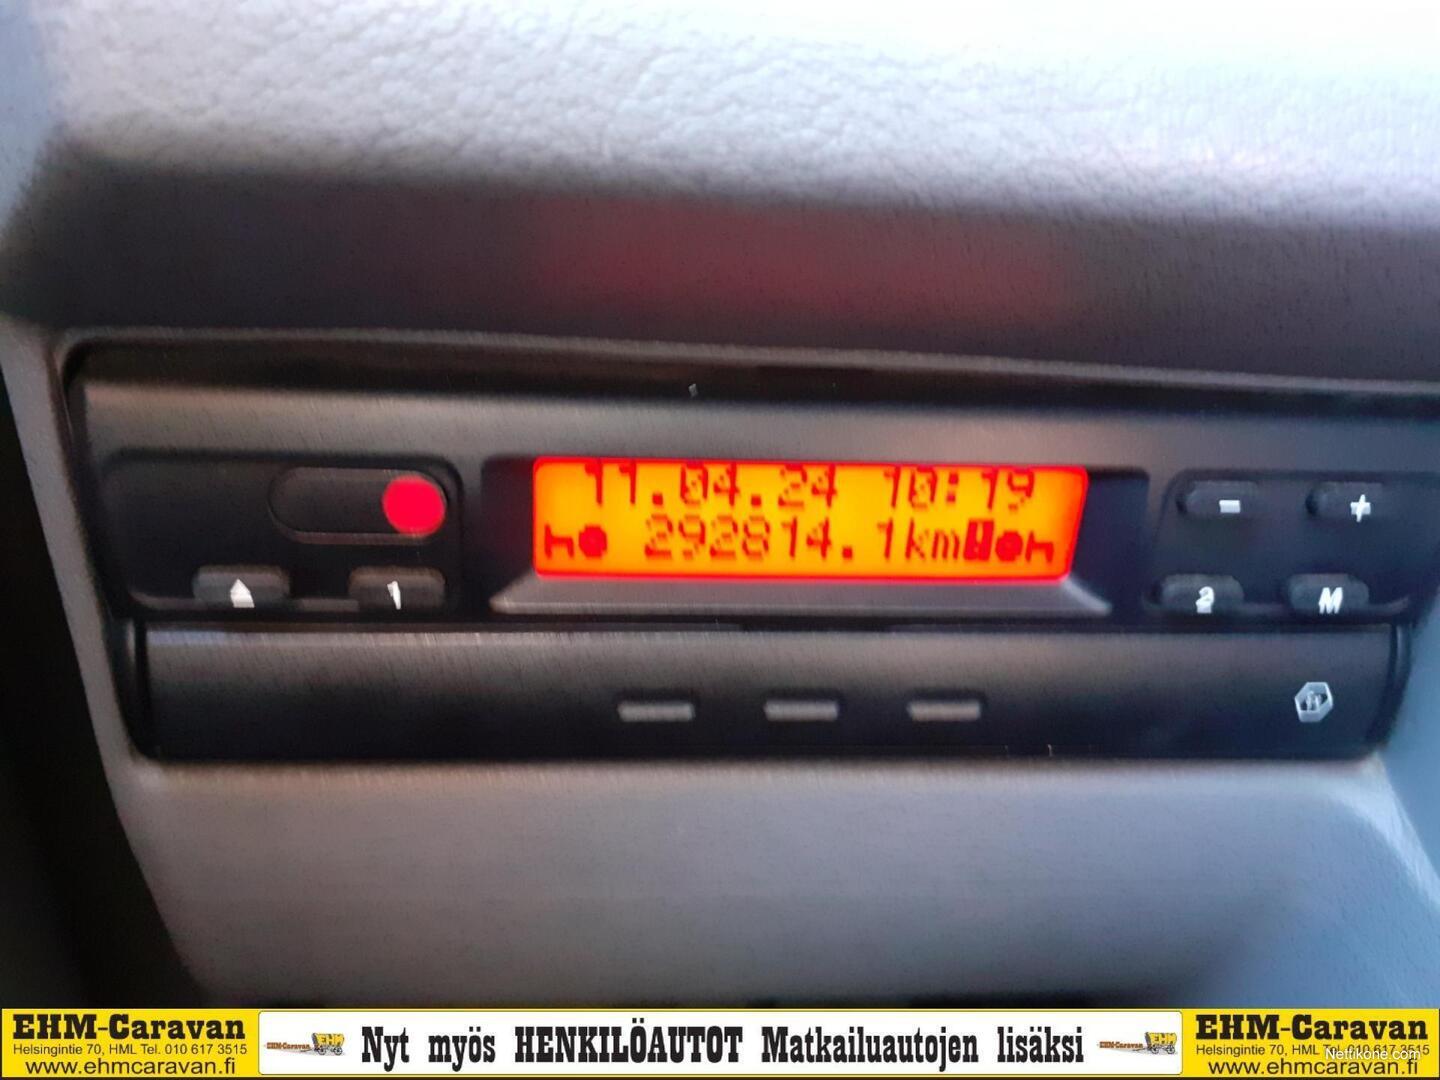 11.04.24 10:19
292814.1km
- +
1 2 M
EHM-Caravan
Helsingintie 70, HML Tel. 010 617 3515
www.ehmcaravan.fi
Nyt myös HENKILÖAUTOT Matkailuautojen lisäksi
EHM-Caravan
Helsingintie 70, HML Tel. 010 617 3515
www.ehmcaravan.fi
Nettikone.com